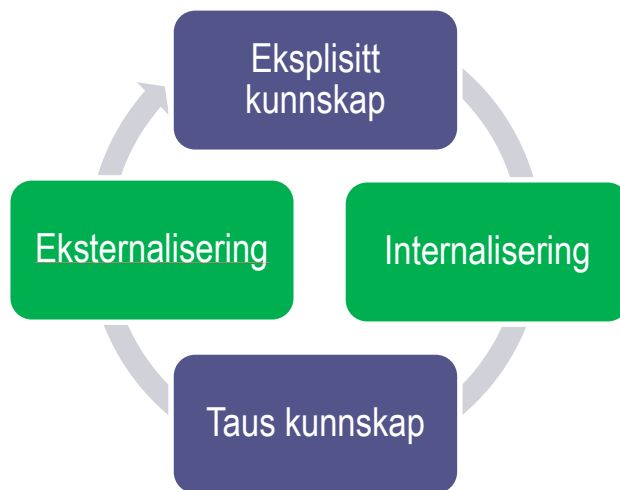 Eksplisitt
kunnskap
Eksternalisering
Internalisering
Taus kunnskap